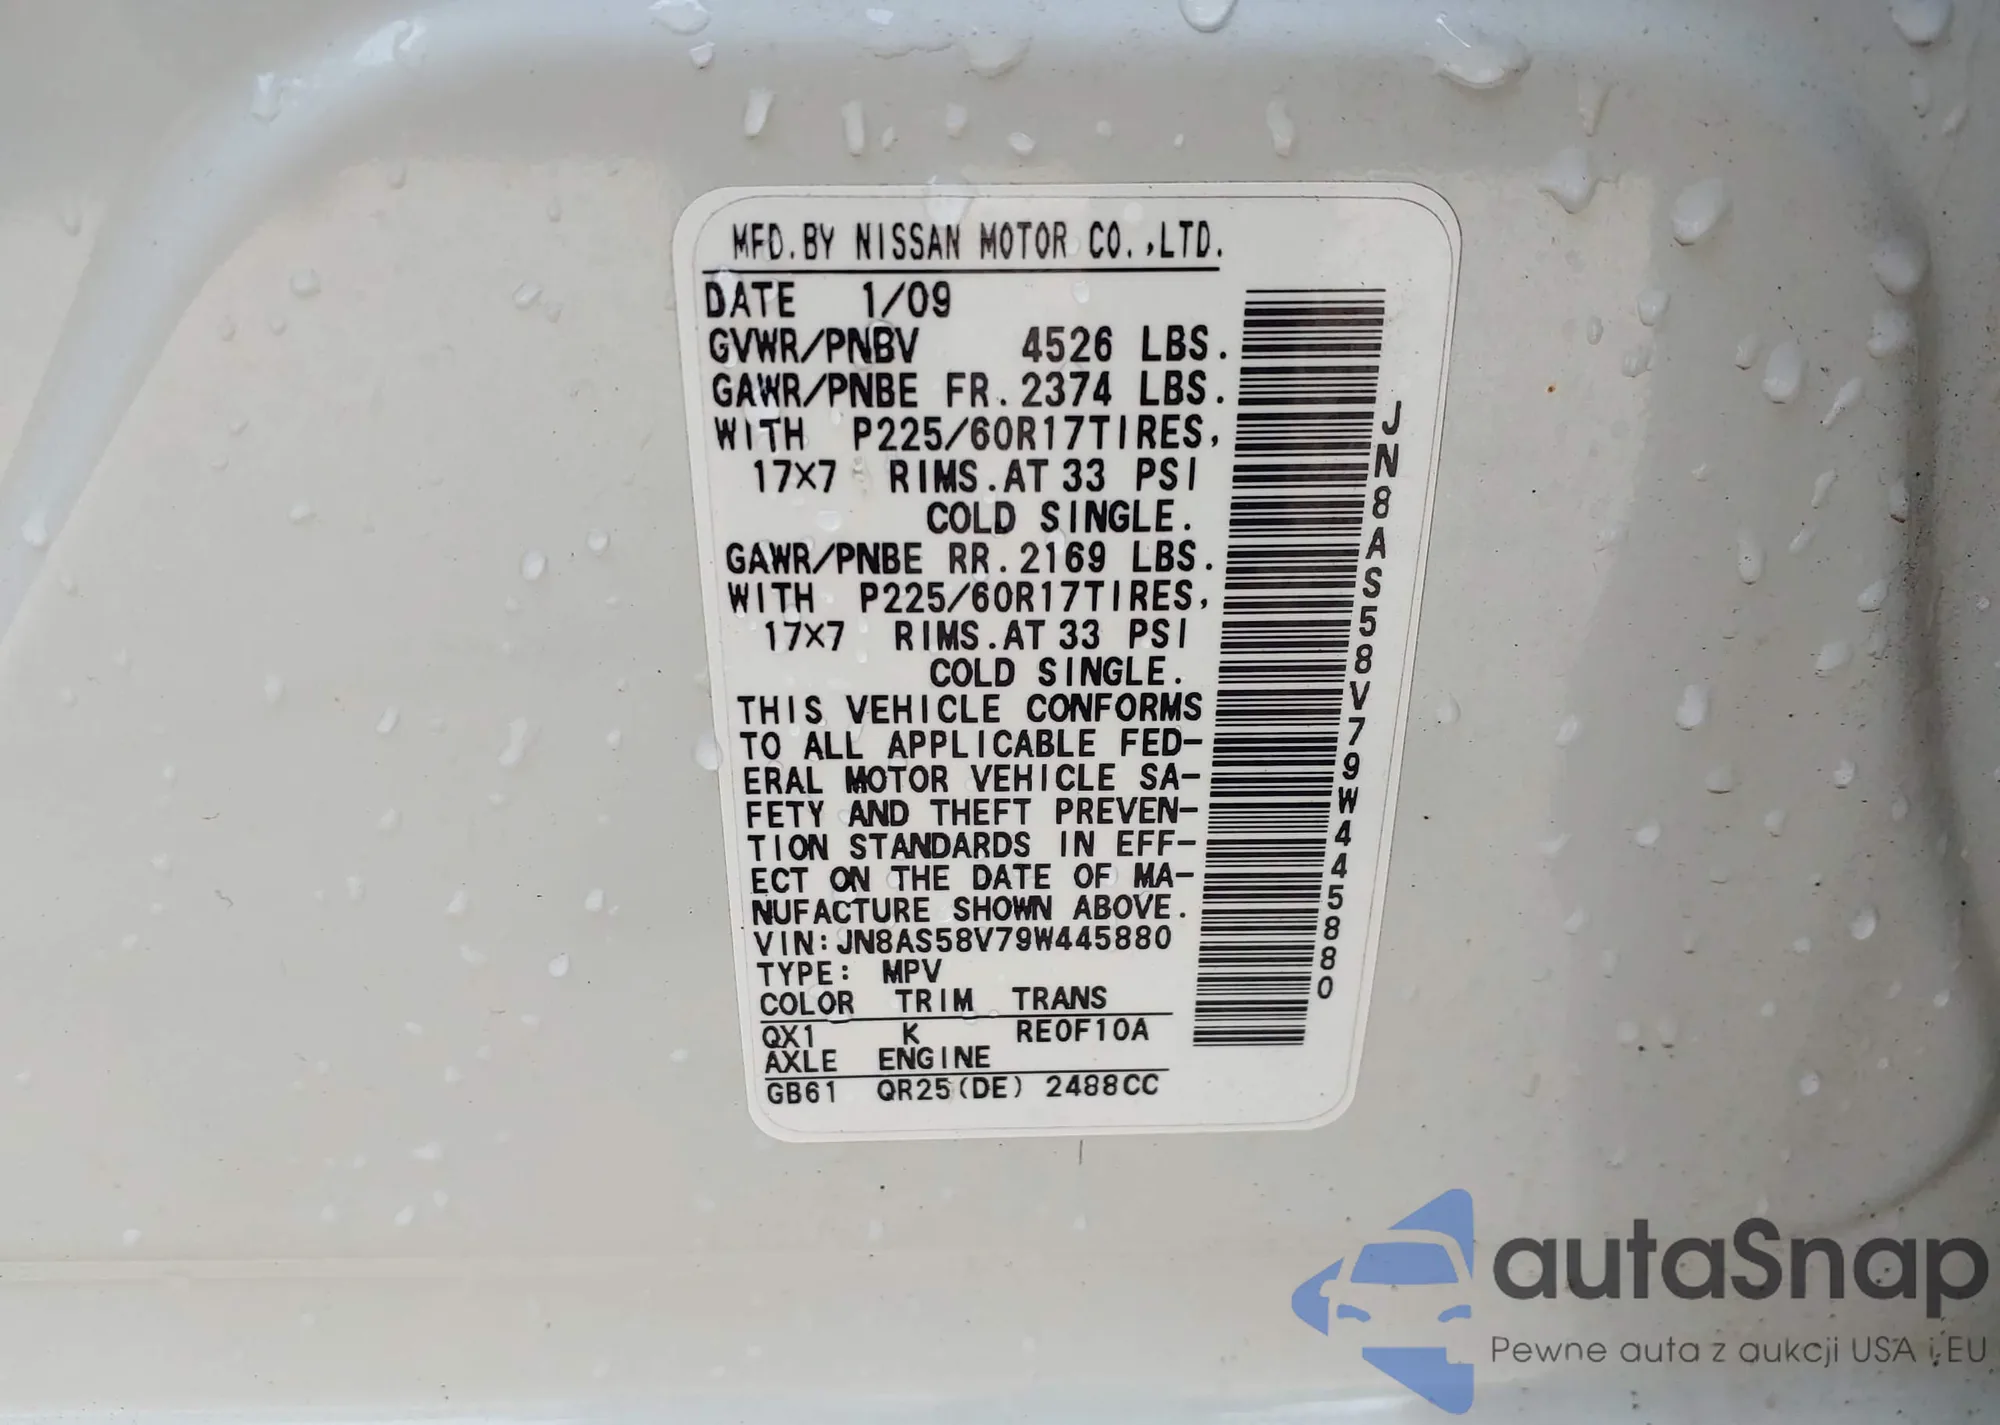 MFD.BY NISSAN MOTOR CO.,LTD.
DATE 1/09
GVWR/PNBV 4526 LBS.
GAWR/PNBE FR.2374 LBS.
WITH P225/60R17TIRES,
17X7 RIMS.AT 33 PSI
COLD SINGLE.
GAWR/PNBE RR.2169 LBS.
WITH P225/60R17TIRES,
17X7 RIMS.AT 33 PSI
COLD SINGLE.
THIS VEHICLE CONFORMS
TO ALL APPLICABLE FED-
ERAL MOTOR VEHICLE SA-
FETY AND THEFT PREVEN-
TION STANDARDS IN EFF-
ECT ON THE DATE OF MA-
NUFACTURE SHOWN ABOVE.
VIN:JN8AS58V79W445880
TYPE: MPV
COLOR TRIM TRANS
QX1 K RE0F10A
AXLE ENGINE
GB61 QR25(DE) 2488CC
JN8AS58V79W445880
autaSnap
Pewne auta z aukcji USA i EU